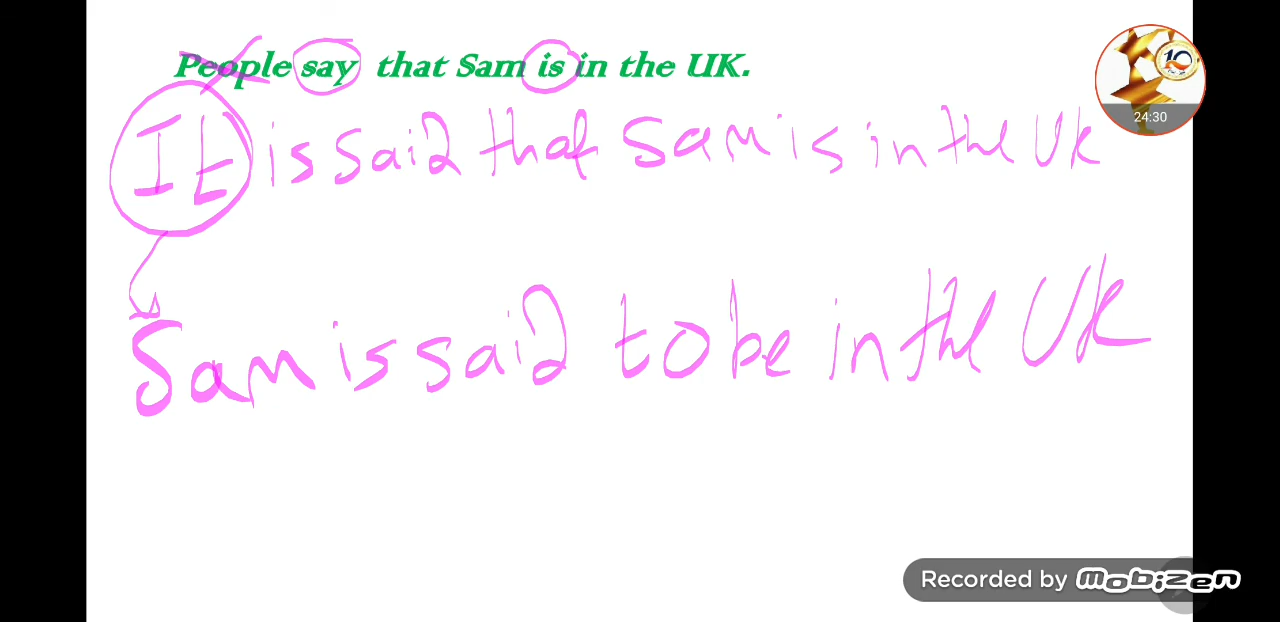 People say that Sam is in the UK.
24:30
It is said that Sam is in the UK
Sam is said to be in the UK
Recorded by Mobizen